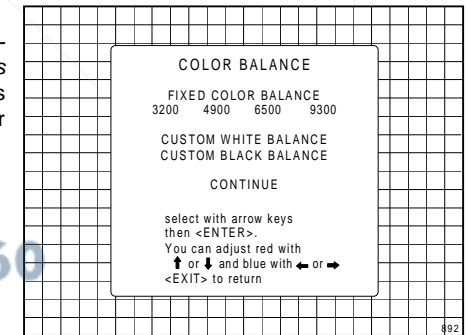 COLOR BALANCE
FIXED COLOR BALANCE
3200 4900 6500 9300
CUSTOM WHITE BALANCE
CUSTOM BLACK BALANCE
CONTINUE
select with arrow keys
then <ENTER>.
You can adjust red with
↑ or ↓ and blue with ← or →
<EXIT> to return
892